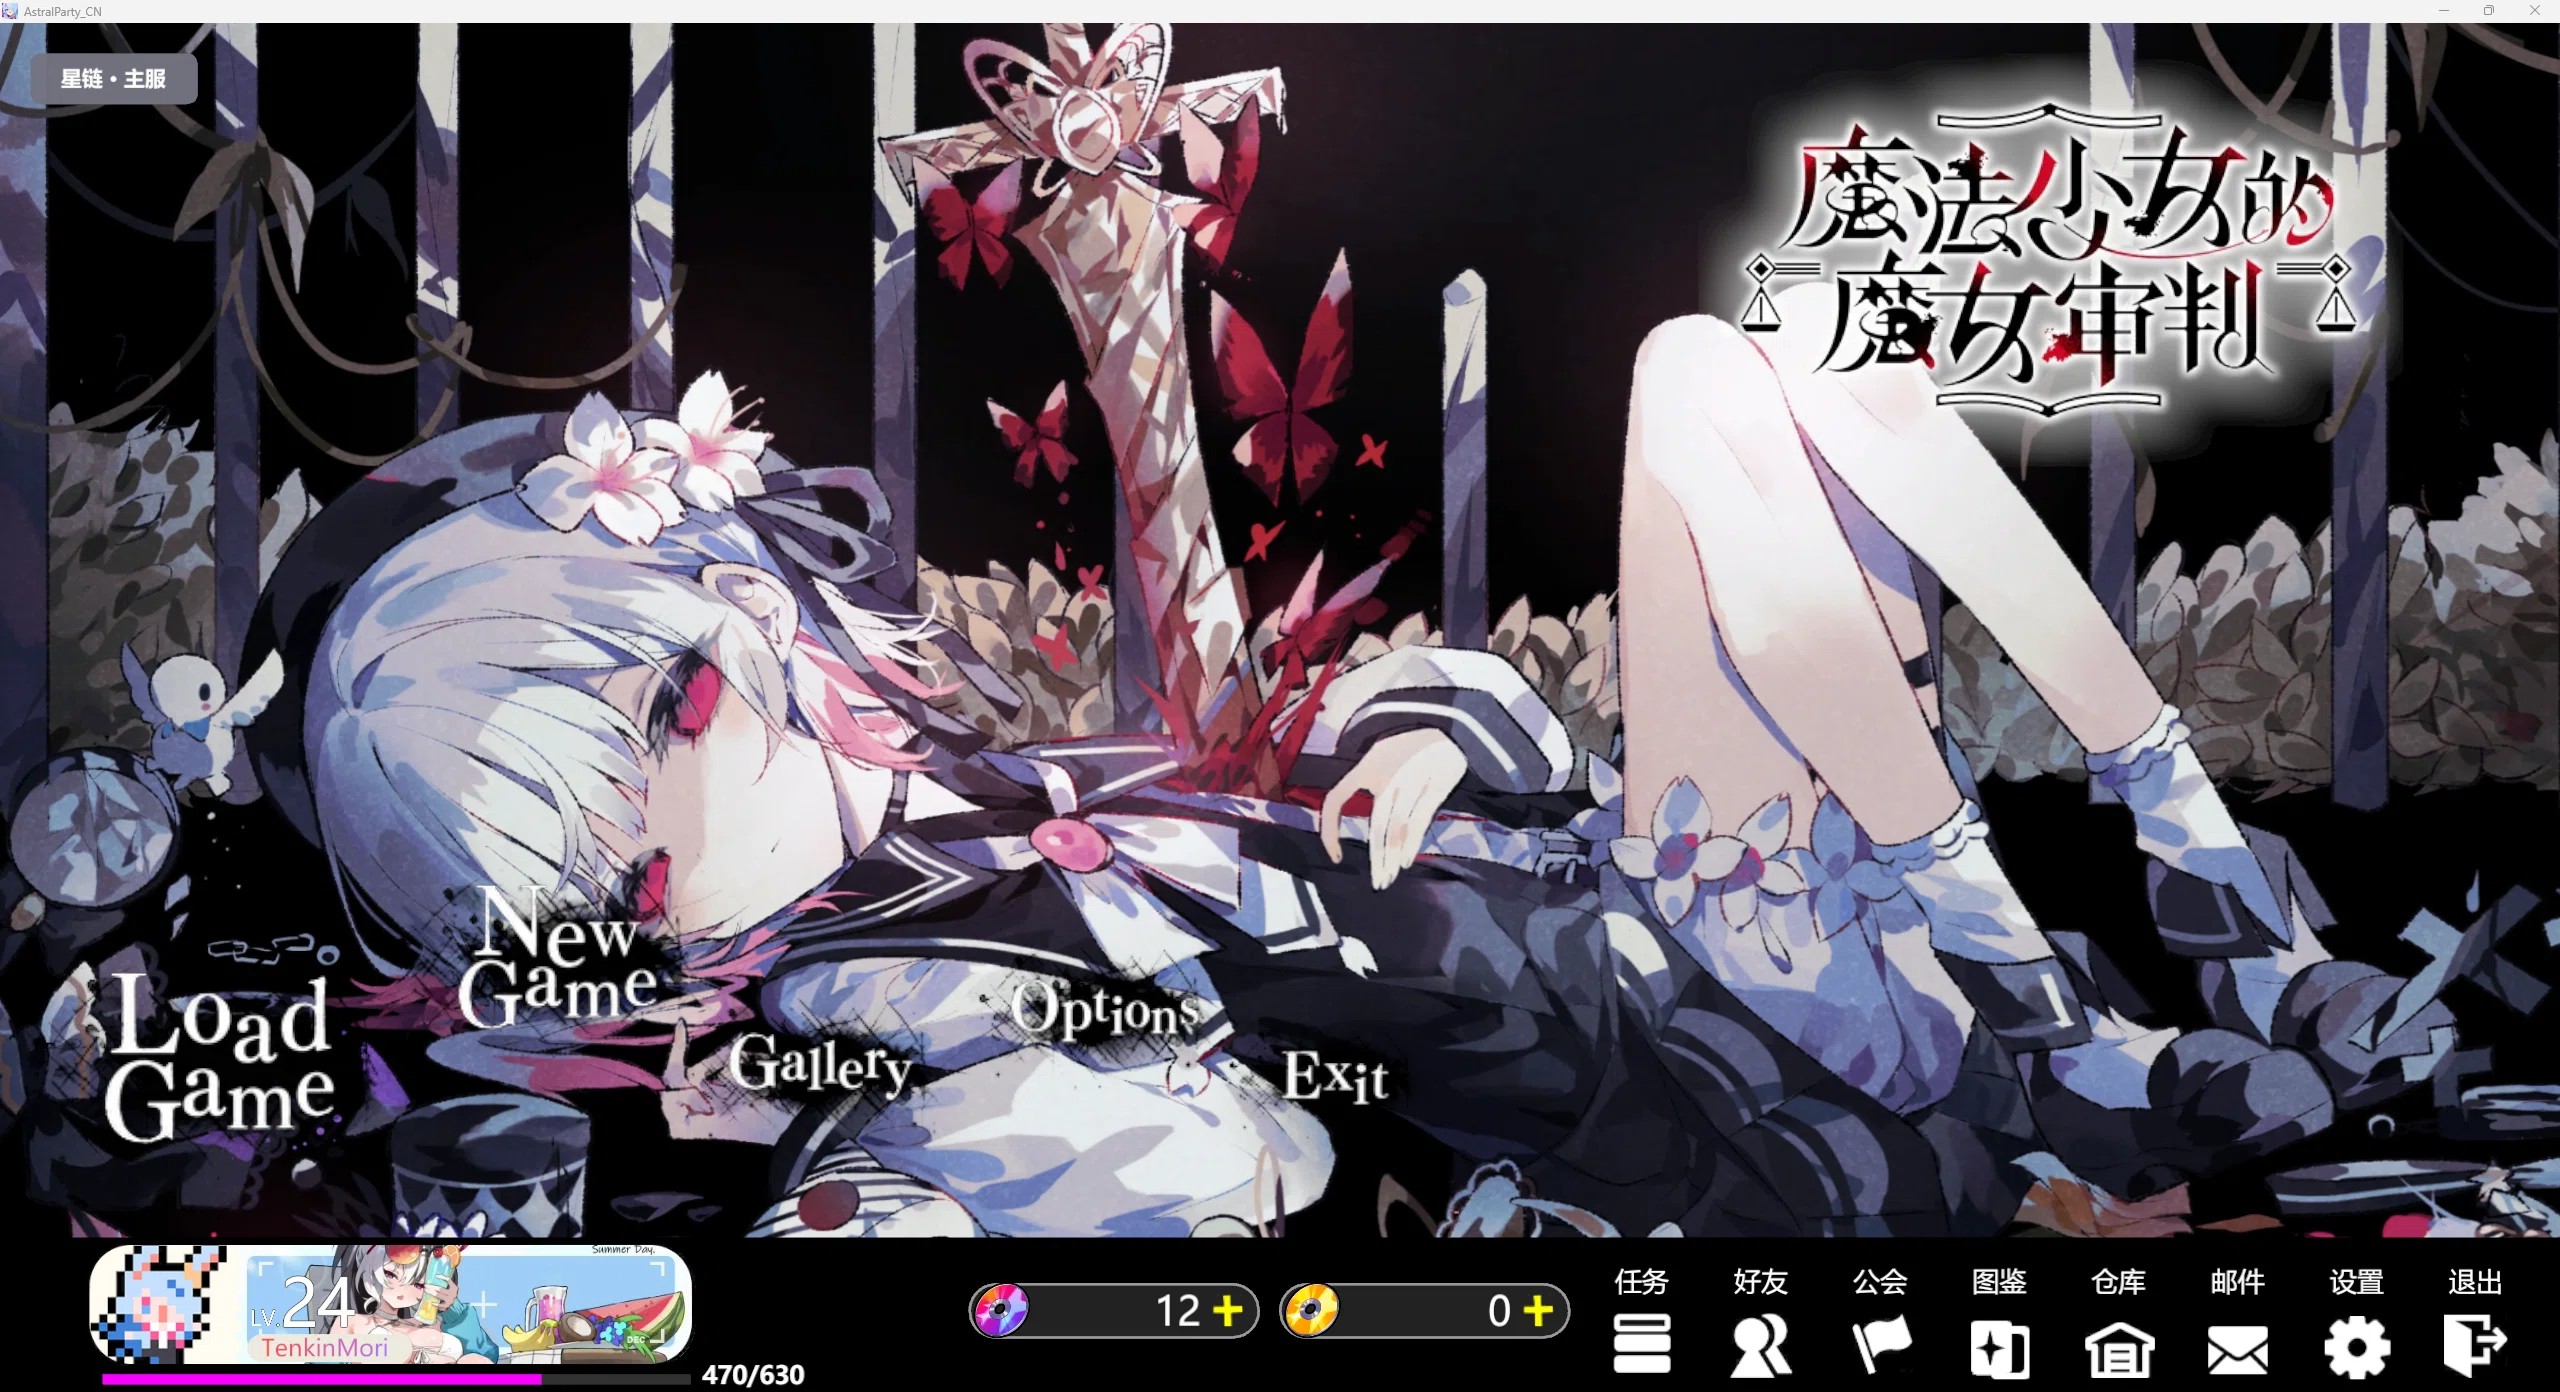 AstralParty_CN
星链・主服
魔法少女的
魔女审判
New
Game
Load
Game
Gallery
Options
Exit
Summer Day.
LV.24
TenkinMori
DEC
470/630
12
0
任务
好友
公会
图鉴
仓库
邮件
设置
退出